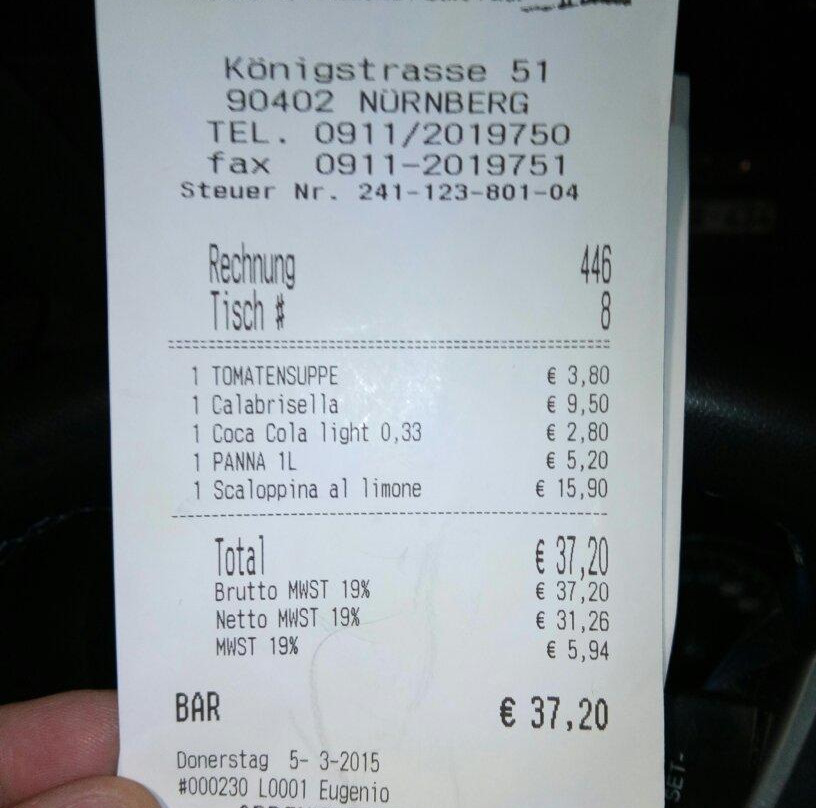 Königstrasse 51
90402 NÜRNBERG
TEL. 0911/2019750
fax 0911-2019751
Steuer Nr. 241-123-801-04
Rechnung 446
Tisch # 8
1 TOMATENSUPPE € 3,80
1 Calabrisella € 9,50
1 Coca Cola light 0,33 € 2,80
1 PANNA 1L € 5,20
1 Scaloppina al limone € 15,90
Total € 37,20
Brutto MWST 19% € 37,20
Netto MWST 19% € 31,26
MWST 19% € 5,94
BAR € 37,20
Donerstag 5- 3-2015
#000230 L0001 Eugenio
SET-